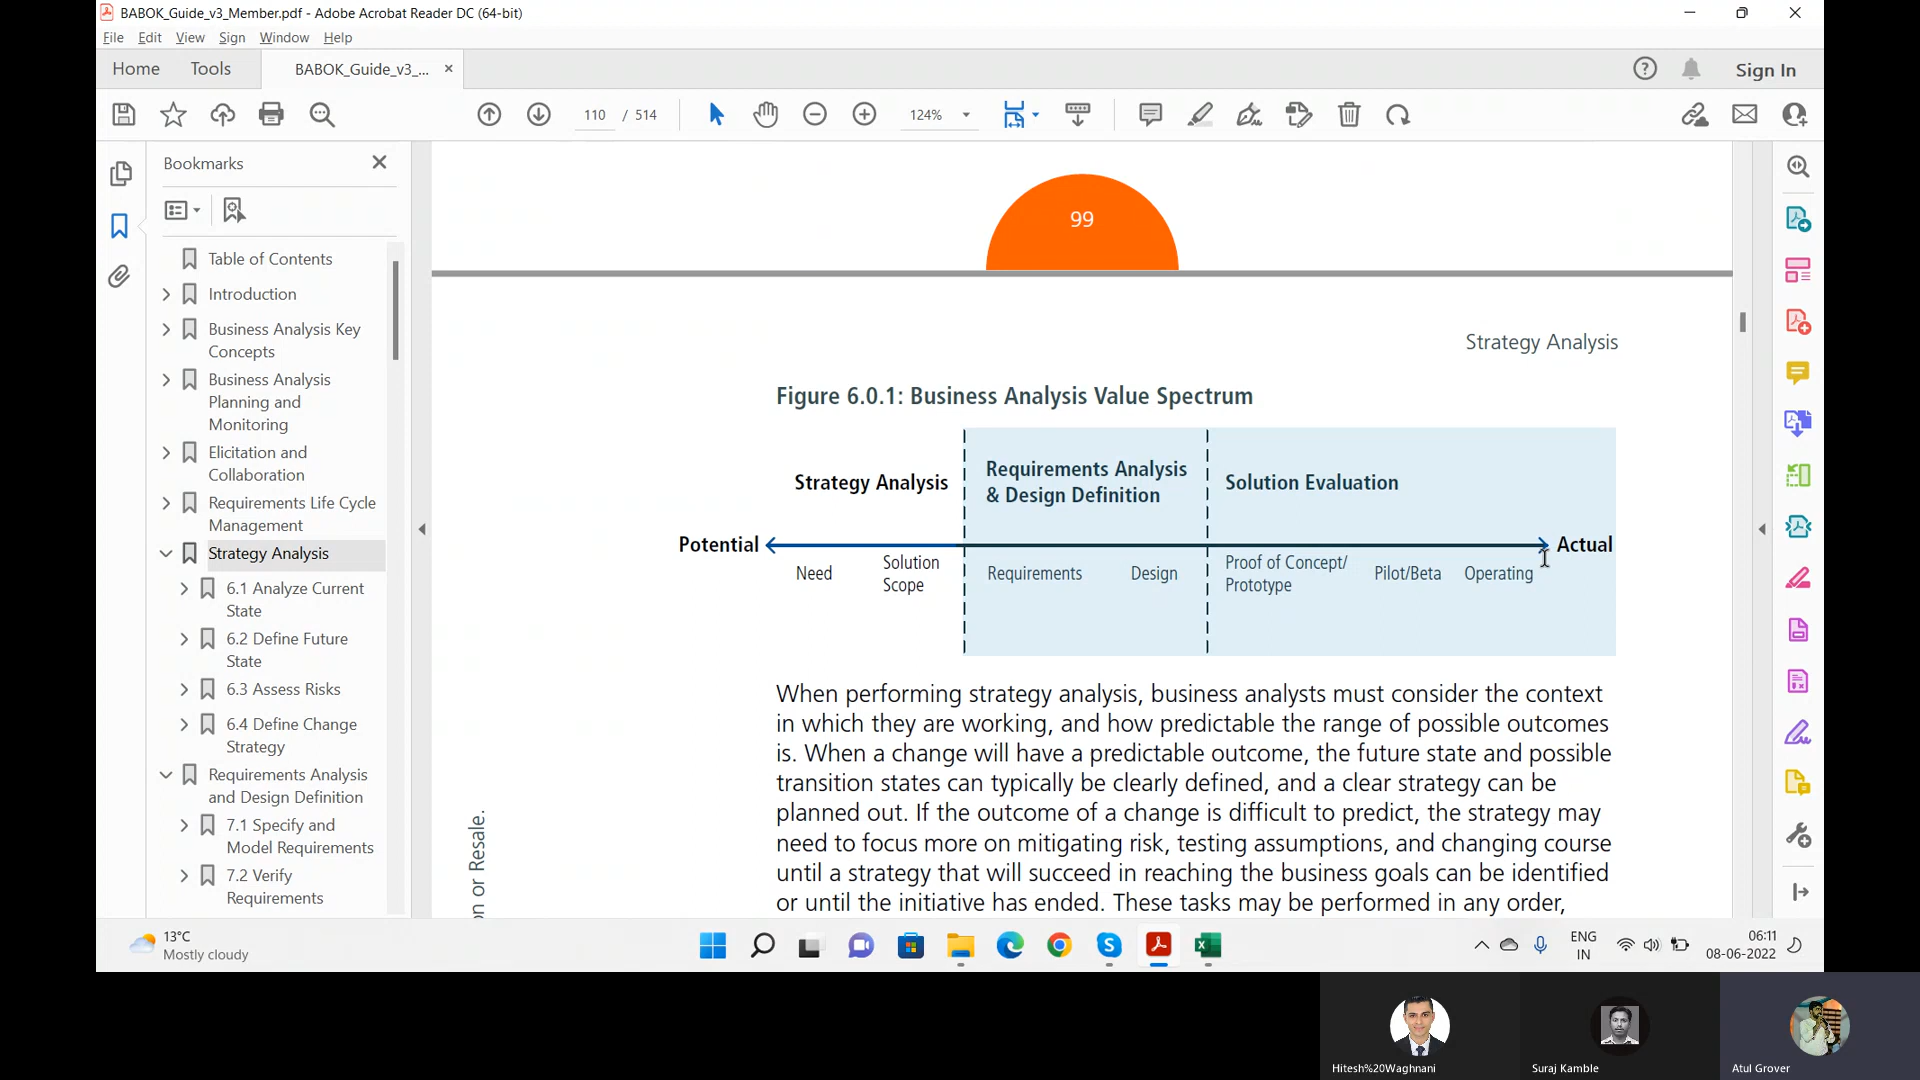 BABOK_Guide_v3_Member.pdf - Adobe Acrobat Reader DC (64-bit)
File Edit View Sign Window Help
Home Tools BABOK_Guide_v3_... × Sign In
110 / 514 124%
Bookmarks
Table of Contents
Introduction
Business Analysis Key
Concepts
Business Analysis
Planning and
Monitoring
Elicitation and
Collaboration
Requirements Life Cycle
Management
Strategy Analysis
6.1 Analyze Current
State
6.2 Define Future
State
6.3 Assess Risks
6.4 Define Change
Strategy
Requirements Analysis
and Design Definition
7.1 Specify and
Model Requirements
7.2 Verify
Requirements
99
Strategy Analysis
Figure 6.0.1: Business Analysis Value Spectrum
Strategy Analysis
Requirements Analysis
& Design Definition
Solution Evaluation
Potential
Actual
Need
Solution
Scope
Requirements
Design
Proof of Concept/
Prototype
Pilot/Beta
Operating
When performing strategy analysis, business analysts must consider the context
in which they are working, and how predictable the range of possible outcomes
is. When a change will have a predictable outcome, the future state and possible
transition states can typically be clearly defined, and a clear strategy can be
planned out. If the outcome of a change is difficult to predict, the strategy may
need to focus more on mitigating risk, testing assumptions, and changing course
until a strategy that will succeed in reaching the business goals can be identified
or until the initiative has ended. These tasks may be performed in any order,
n or Resale.
13°C
Mostly cloudy
ENG
IN
06:11
08-06-2022
Hitesh%20Waghnani
Suraj Kamble
Atul Grover